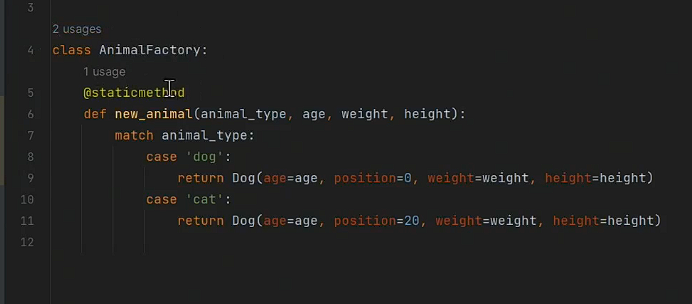 3
2 usages
4 class AnimalFactory:
1 usage
5 @staticmethod
6 def new_animal(animal_type, age, weight, height):
7 match animal_type:
8 case 'dog':
9 return Dog(age=age, position=0, weight=weight, height=height)
10 case 'cat':
11 return Dog(age=age, position=20, weight=weight, height=height)
12